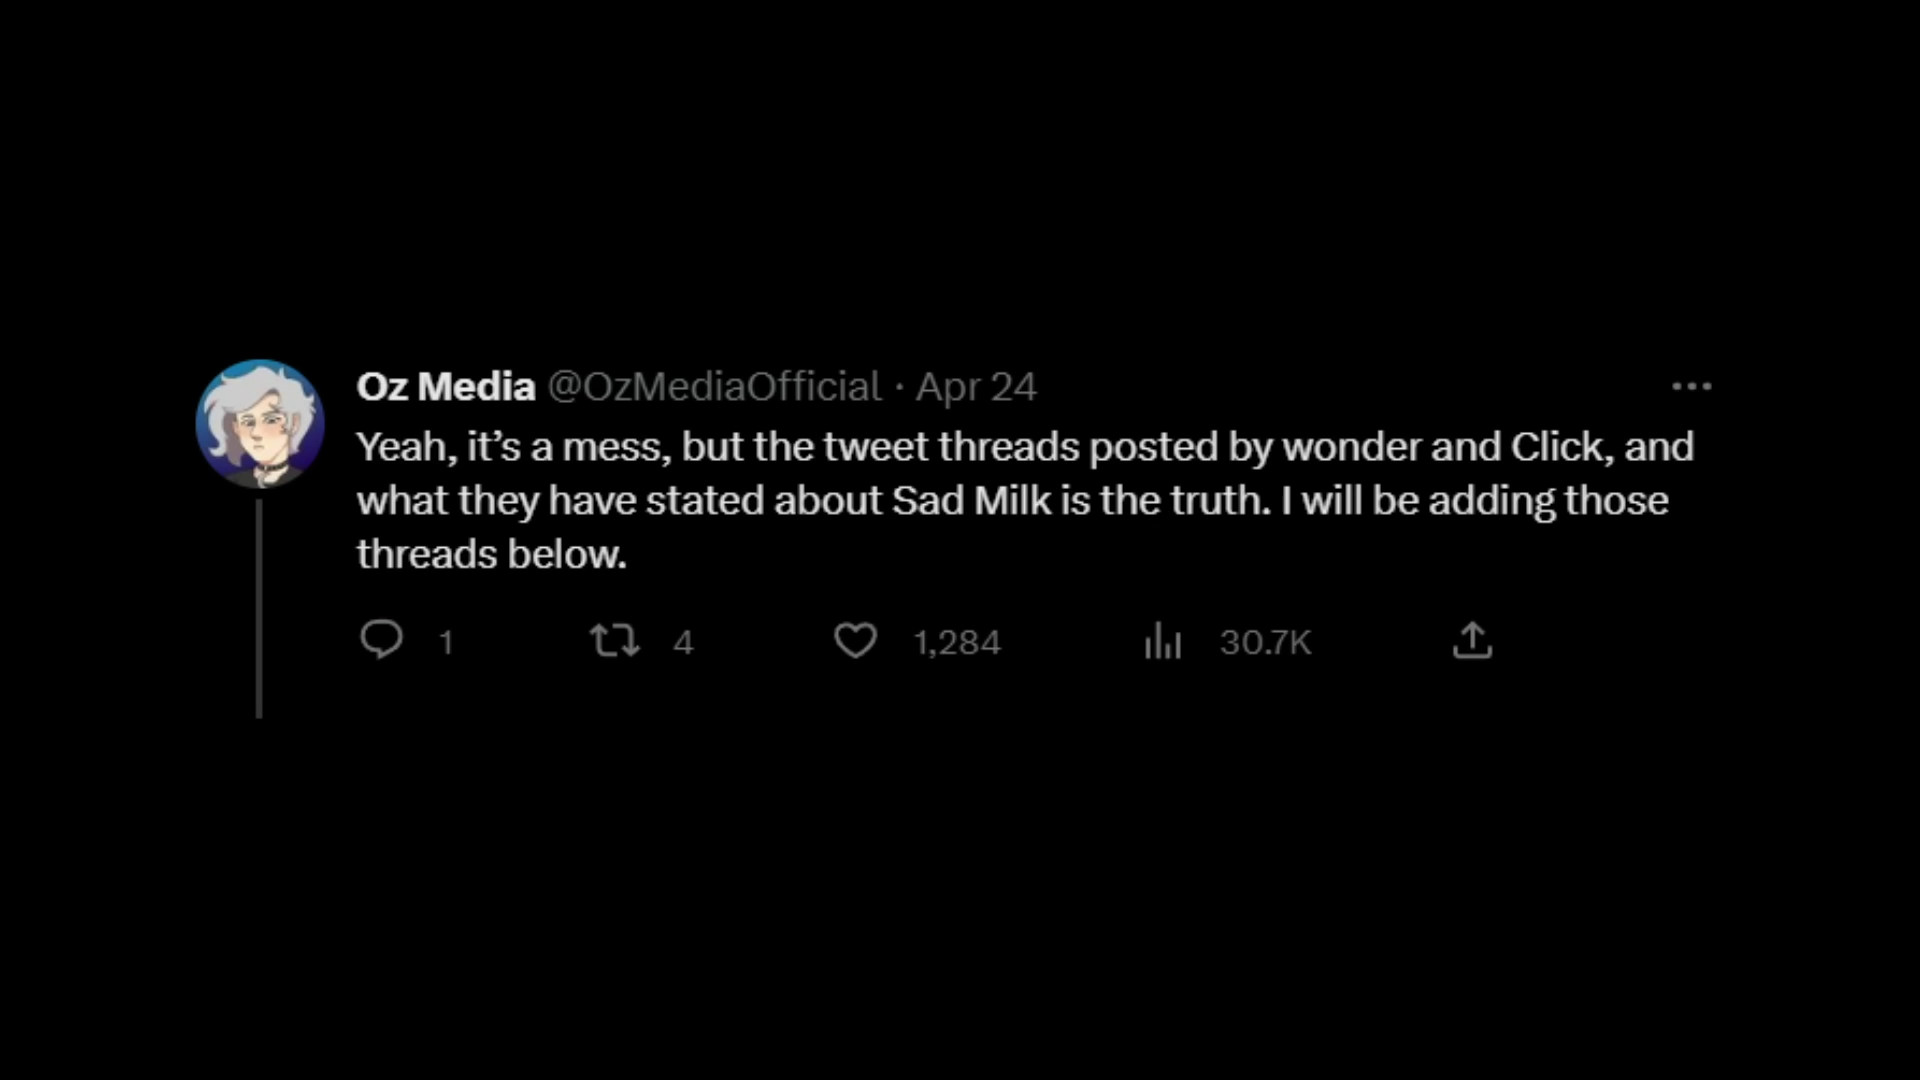 Oz Media @OzMediaOfficial · Apr 24
Yeah, it’s a mess, but the tweet threads posted by wonder and Click, and
what they have stated about Sad Milk is the truth. I will be adding those
threads below.
1 4 1,284 30.7K